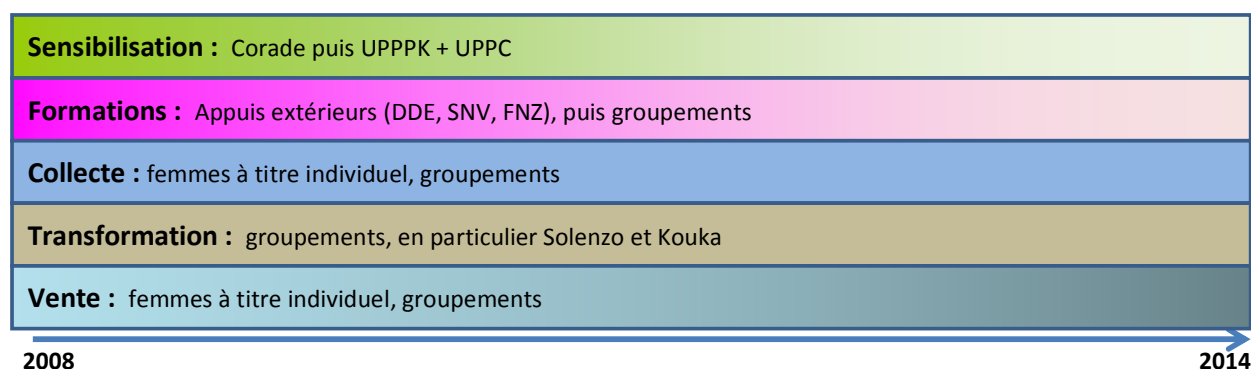 Sensibilisation : Corade puis UPPPK + UPPC
Formations : Appuis extérieurs (DDE, SNV, FNZ), puis groupements
Collecte : femmes à titre individuel, groupements
Transformation : groupements, en particulier Solenzo et Kouka
Vente : femmes à titre individuel, groupements
2008 2014